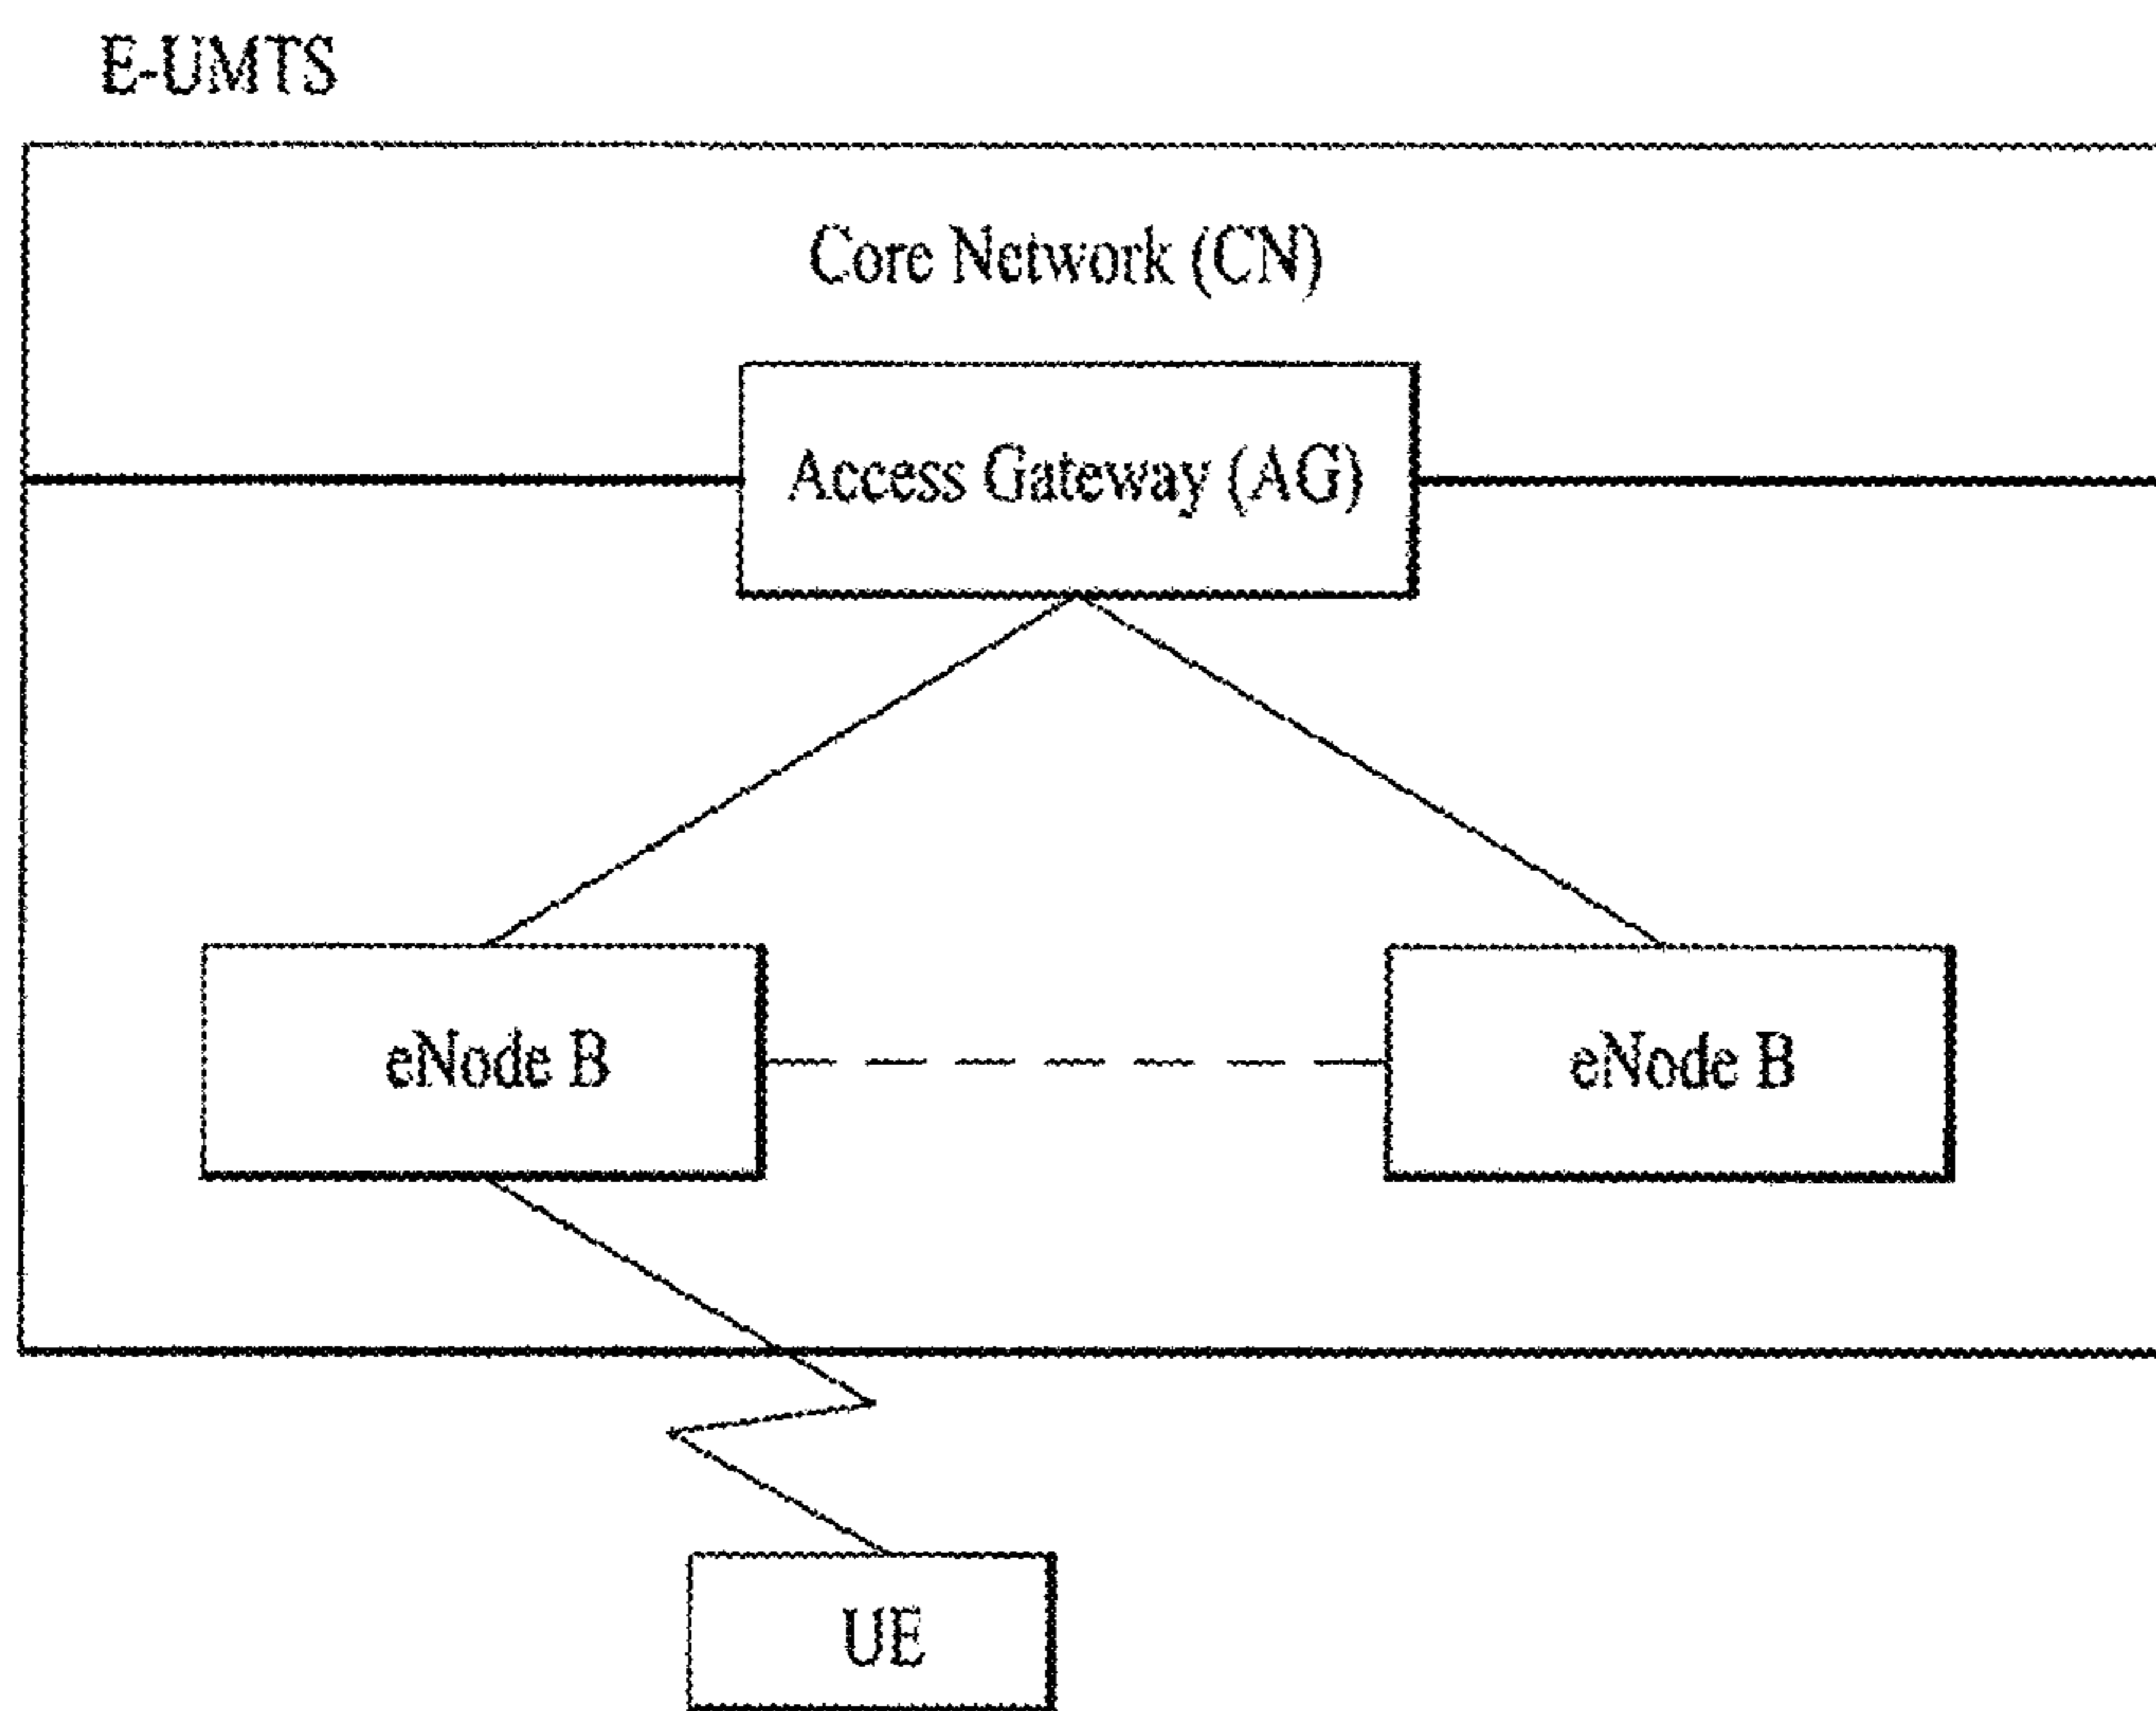 E-UMTS
Core Network (CN)
Access Gateway (AG)
eNode B
eNode B
UE